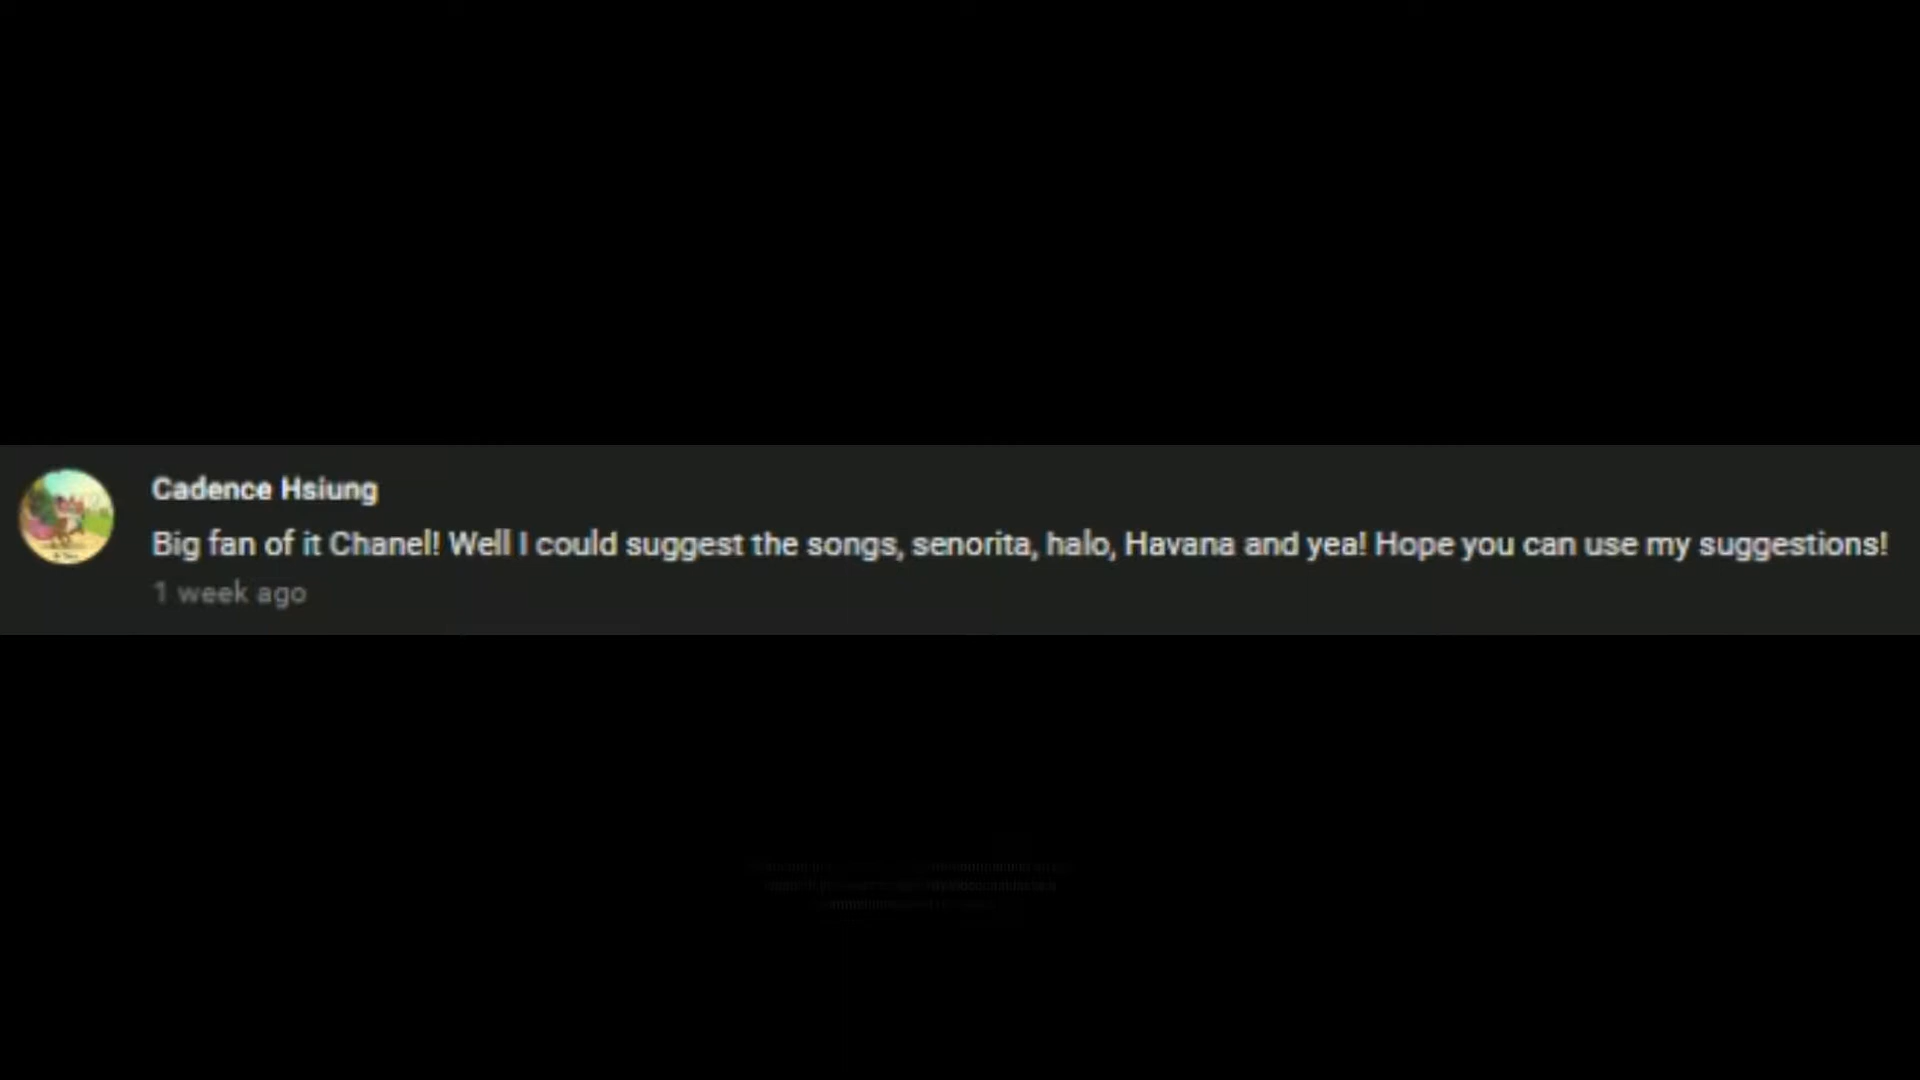 Cadence Hsiung
Big fan of it Chanel! Well I could suggest the songs, senorita, halo, Havana and yea! Hope you can use my suggestions!
1 week ago